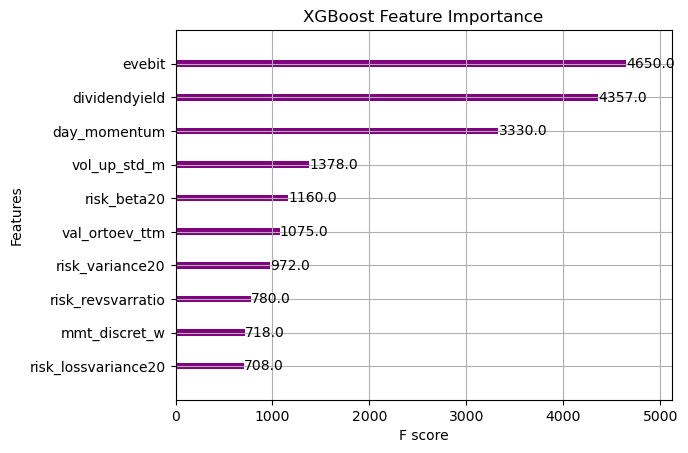 XGBoost Feature Importance
Features
evebit 4650.0
dividendyield 4357.0
day_momentum 3330.0
vol_up_std_m 1378.0
risk_beta20 1160.0
val_ortoev_ttm 1075.0
risk_variance20 972.0
risk_revsvarratio 780.0
mmt_discret_w 718.0
risk_lossvariance20 708.0
0 1000 2000 3000 4000 5000
F score